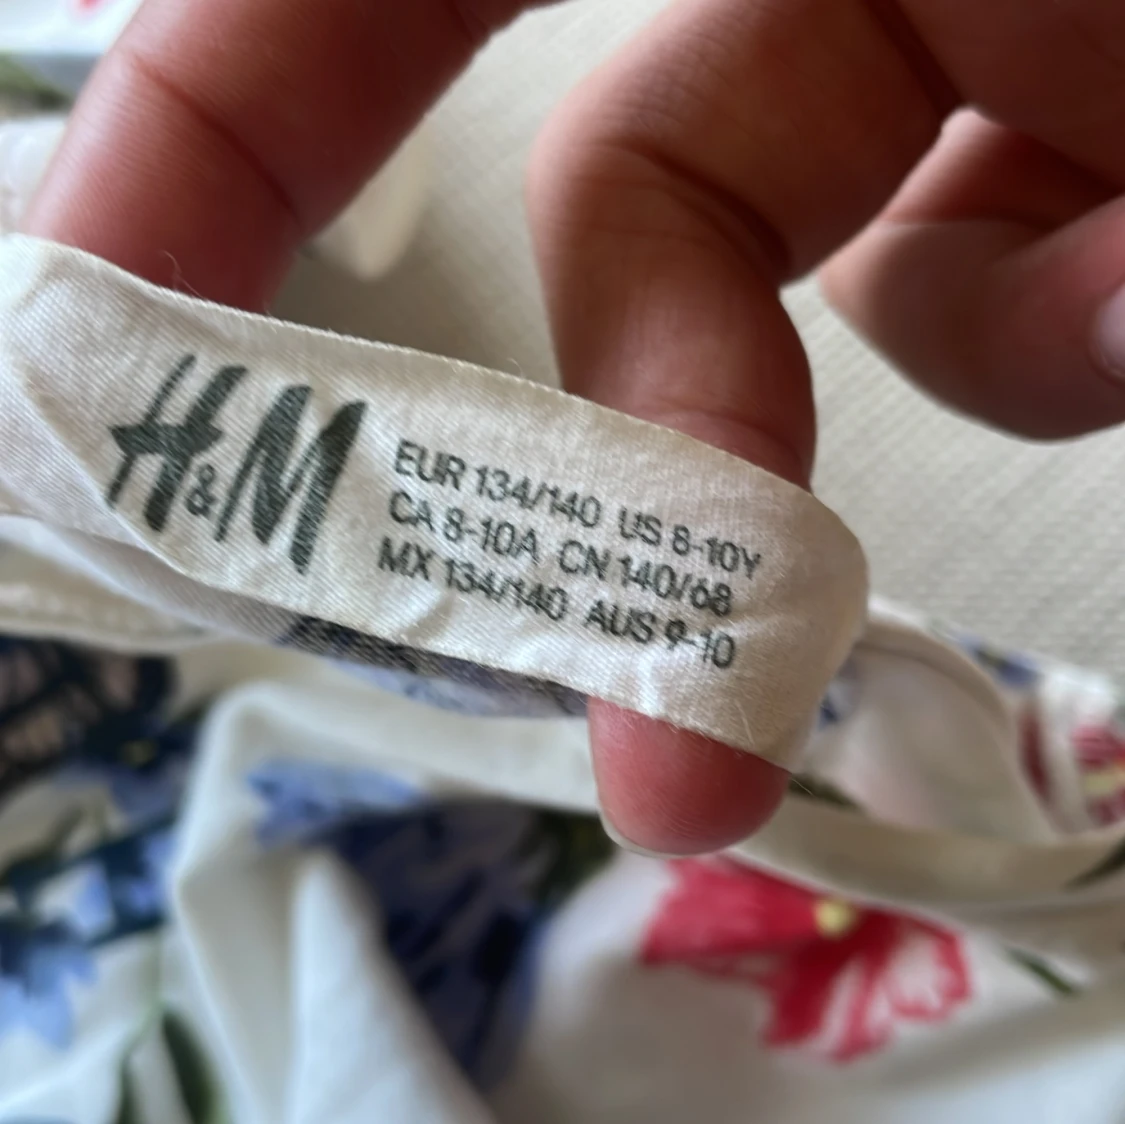 H&M
EUR 134/140 US 8-10Y
CA 8-10A CN 140/68
MX 134/140 AUS 9-10